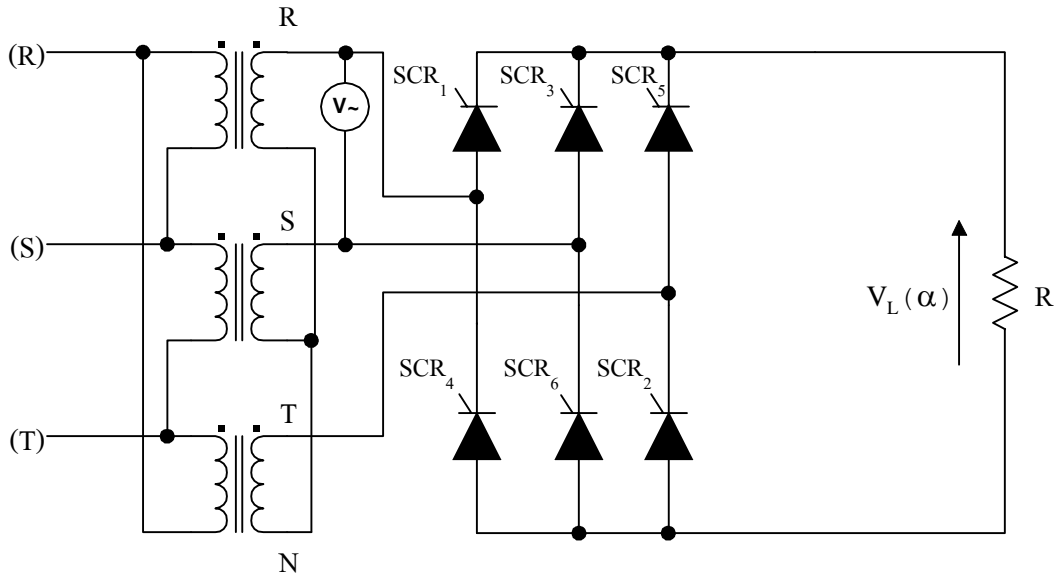 R
(R)
SCR1
SCR3
SCR5
V~
S
(S)
VL(α)
R
SCR4
SCR6
SCR2
T
(T)
N